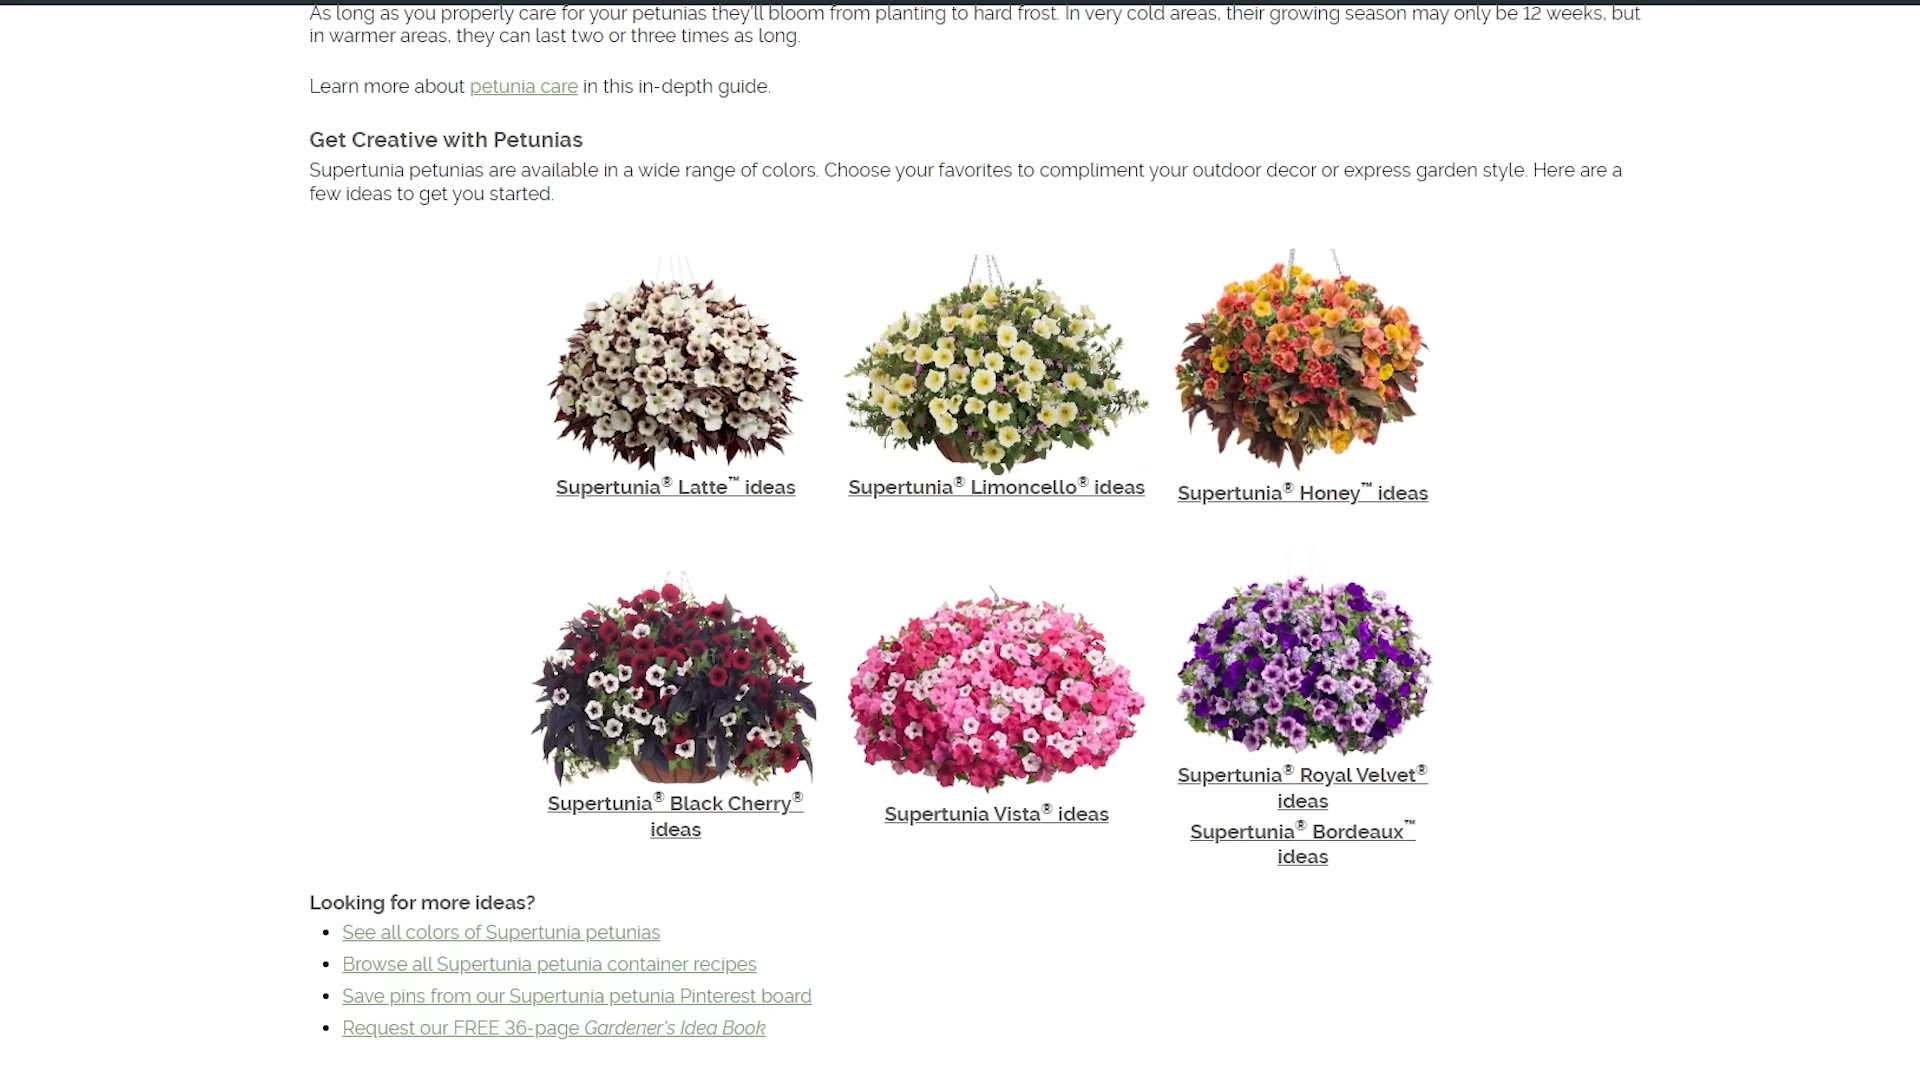 As long as you properly care for your petunias they'll bloom from planting to hard frost. In very cold areas, their growing season may only be 12 weeks, but
in warmer areas, they can last two or three times as long.
Learn more about petunia care in this in-depth guide.
Get Creative with Petunias
Supertunia petunias are available in a wide range of colors. Choose your favorites to compliment your outdoor decor or express garden style. Here are a
few ideas to get you started.
Supertunia® Latte™ ideas
Supertunia® Limoncello® ideas
Supertunia® Honey™ ideas
Supertunia® Black Cherry®
ideas
Supertunia Vista® ideas
Supertunia® Royal Velvet®
ideas
Supertunia® Bordeaux™
ideas
Looking for more ideas?
• See all colors of Supertunia petunias
• Browse all Supertunia petunia container recipes
• Save pins from our Supertunia petunia Pinterest board
• Request our FREE 36-page Gardener's Idea Book